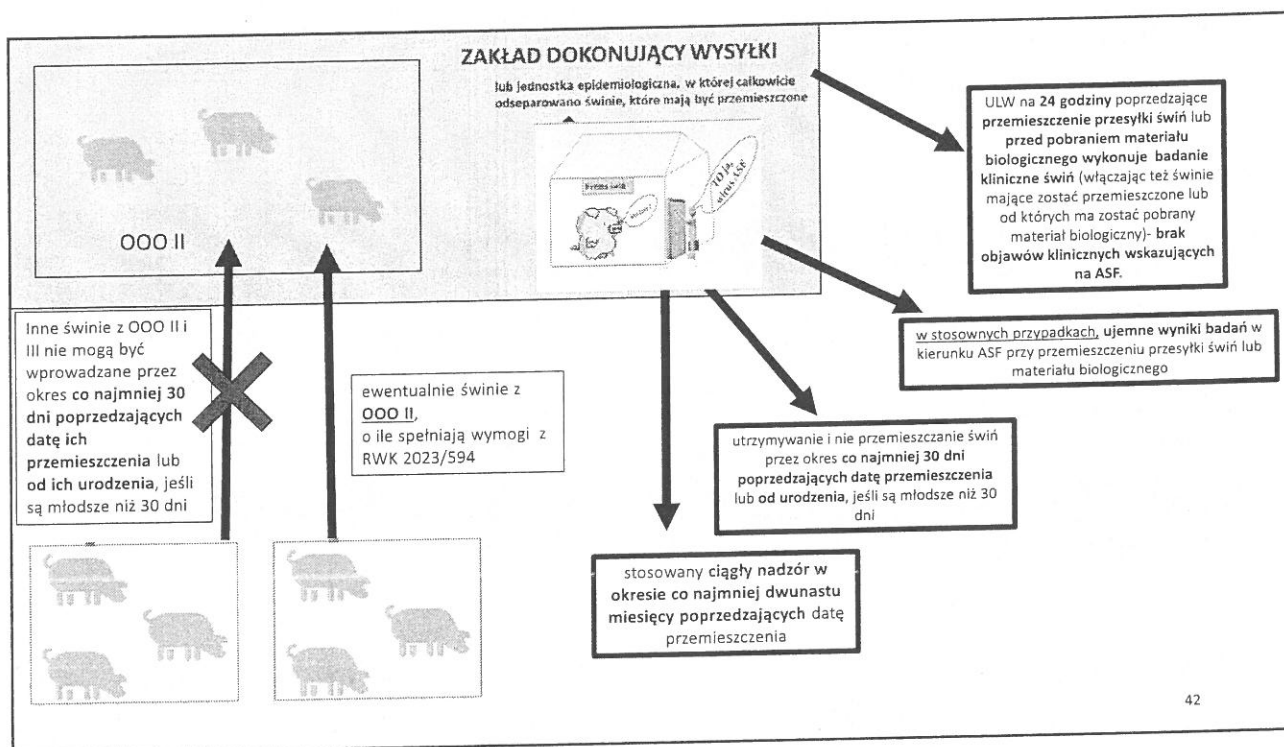 ZAKŁAD DOKONUJĄCY WYSYŁKI
lub jednostka epidemiologiczna, w której całkowicie
odseparowano świnie, które mają być przemieszczone
TO ja,
wirus ASF
OOO II
ULW na 24 godziny poprzedzające
przemieszczenie przesyłki świń lub
przed pobraniem materiału
biologicznego wykonuje badanie
kliniczne świń (włączając też świnie
mające zostać przemieszczone lub
od których ma zostać pobrany
materiał biologiczny)- brak
objawów klinicznych wskazujących
na ASF.
Inne świnie z OOO II i
III nie mogą być
wprowadzane przez
okres co najmniej 30
dni poprzedzających
datę ich
przemieszczenia lub
od ich urodzenia, jeśli
są młodsze niż 30 dni
ewentualnie świnie z
OOO II,
o ile spełniają wymogi z
RWK 2023/594
w stosownych przypadkach, ujemne wyniki badań w
kierunku ASF przy przemieszczeniu przesyłki świń lub
materiału biologicznego
utrzymywanie i nie przemieszczanie świń
przez okres co najmniej 30 dni
poprzedzających datę przemieszczenia
lub od urodzenia, jeśli są młodsze niż 30
dni
stosowany ciągły nadzór w
okresie co najmniej dwunastu
miesięcy poprzedzających datę
przemieszczenia
42